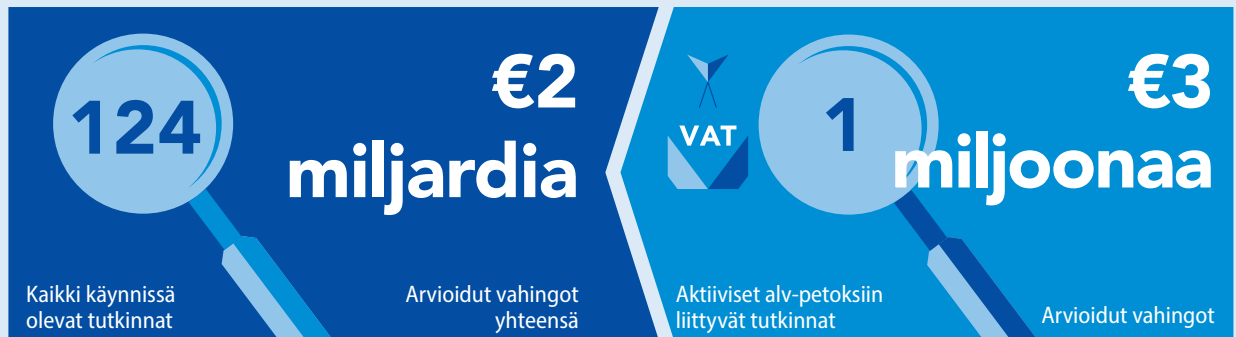 124
€2
miljardia
Kaikki käynnissä
olevat tutkinnat
Arvioidut vahingot
yhteensä
VAT
1
€3
miljoonaa
Aktiiviset alv-petoksiin
liittyvät tutkinnat
Arvioidut vahingot